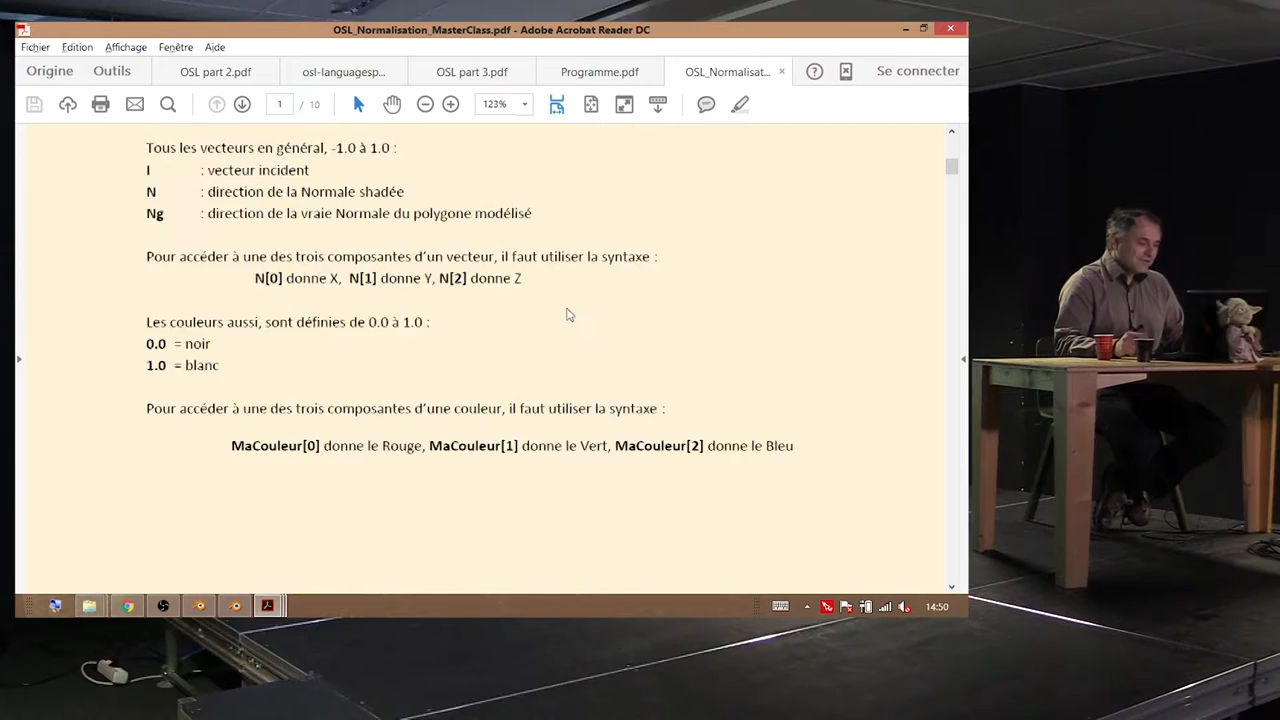 OSL_Normalisation_MasterClass.pdf - Adobe Acrobat Reader DC
Fichier Edition Affichage Fenêtre Aide
Origine Outils OSL part 2.pdf osl-languagesp... OSL part 3.pdf Programme.pdf OSL_Normalisat... × Se connecter
1 / 10 123%
Tous les vecteurs en général, -1.0 à 1.0 :
I : vecteur incident
N : direction de la Normale shadée
Ng : direction de la vraie Normale du polygone modélisé
Pour accéder à une des trois composantes d'un vecteur, il faut utiliser la syntaxe :
N[0] donne X, N[1] donne Y, N[2] donne Z
Les couleurs aussi, sont définies de 0.0 à 1.0 :
0.0 = noir
1.0 = blanc
Pour accéder à une des trois composantes d'une couleur, il faut utiliser la syntaxe :
MaCouleur[0] donne le Rouge, MaCouleur[1] donne le Vert, MaCouleur[2] donne le Bleu
14:50